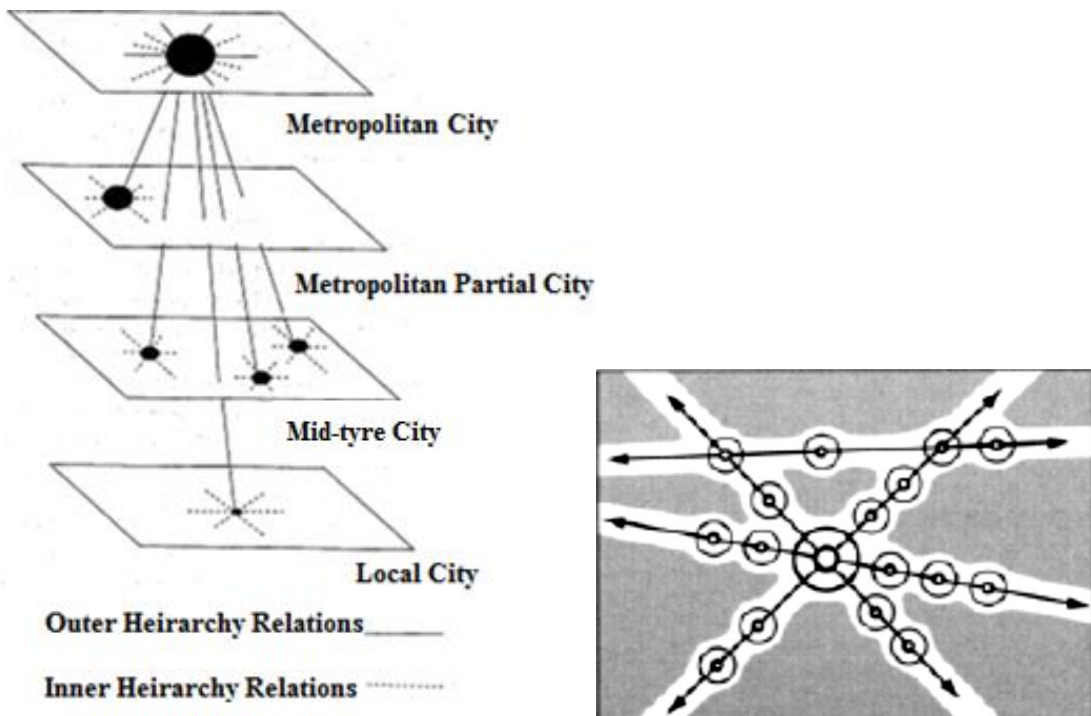 Metropolitan City
Metropolitan Partial City
Mid-tyre City
Local City
Outer Heirarchy Relations
Inner Heirarchy Relations